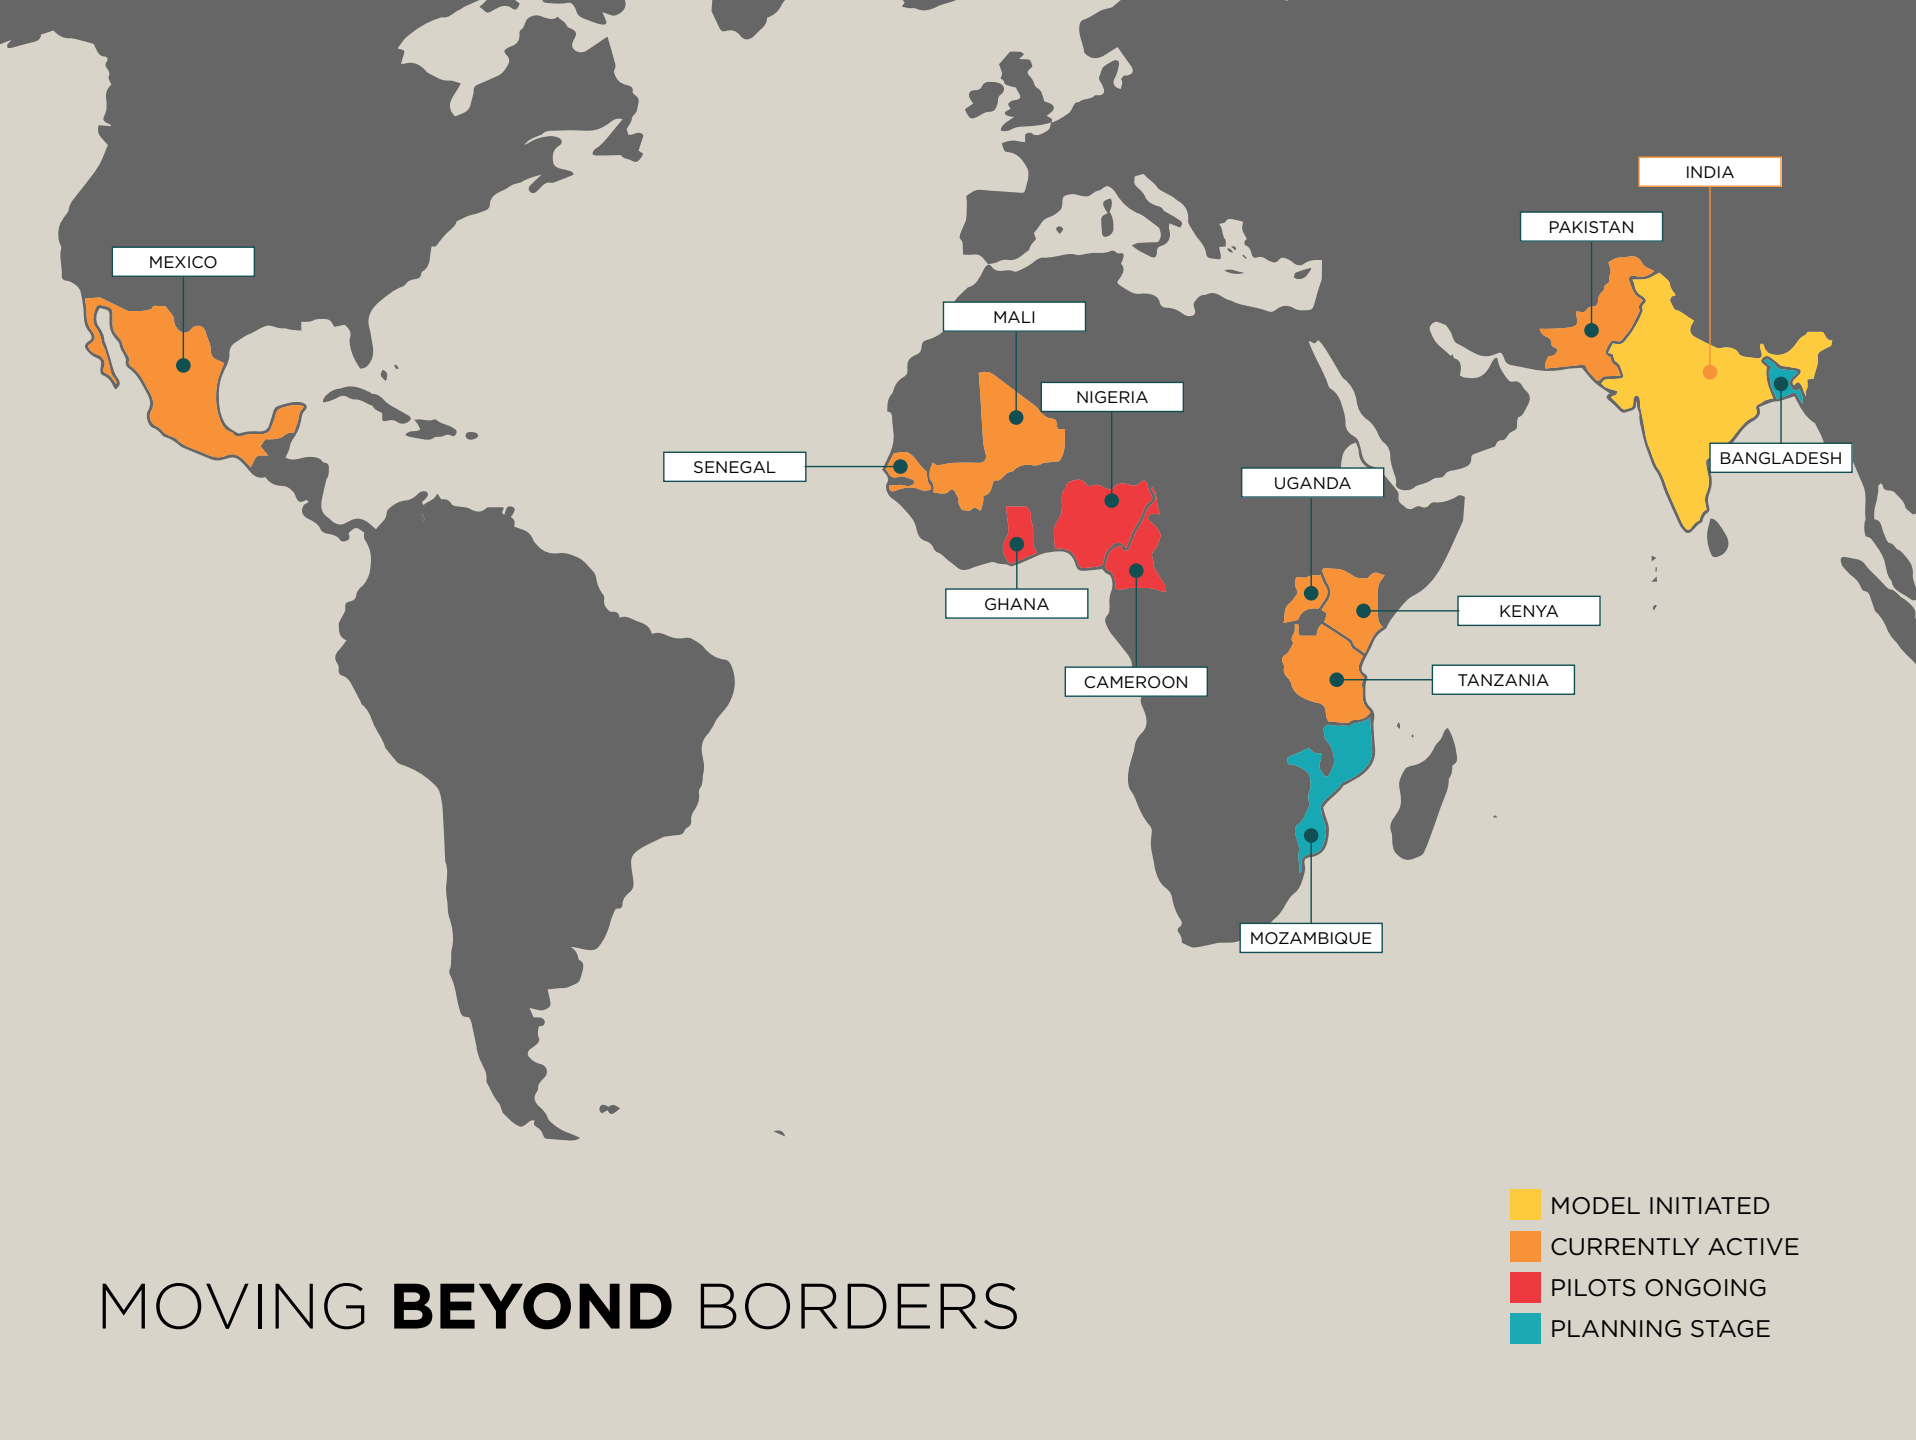 INDIA
PAKISTAN
MEXICO
MALI
NIGERIA
SENEGAL
BANGLADESH
UGANDA
GHANA
KENYA
CAMEROON
TANZANIA
MOZAMBIQUE
MODEL INITIATED
CURRENTLY ACTIVE
PILOTS ONGOING
PLANNING STAGE
MOVING BEYOND BORDERS